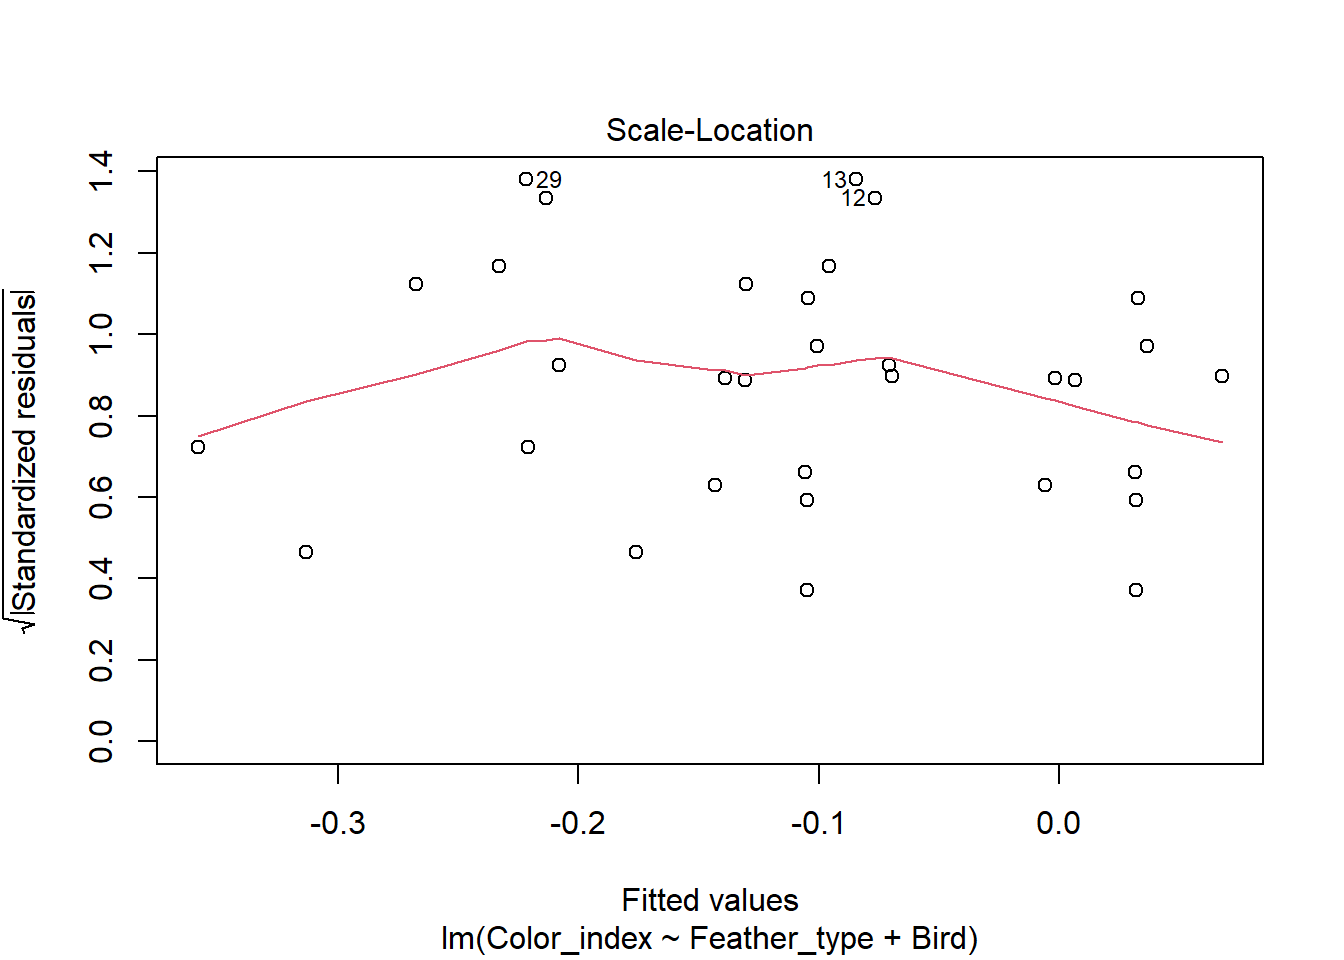 Scale-Location
√|Standardized residuals|
1.4
1.2
1.0
0.8
0.6
0.4
0.2
0.0
29
13
12
-0.3 -0.2 -0.1 0.0
Fitted values
lm(Color_index ~ Feather_type + Bird)